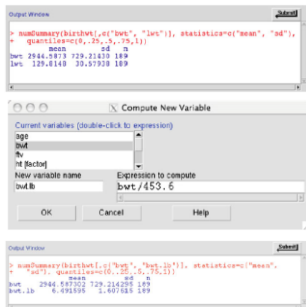 Output Window
Submit
> numSummary(birthwt[,c("bwt", "lwt")], statistics=c("mean", "sd"),
+ quantiles=c(0,.25,.5,.75,1))
mean sd n
bwt 2944.5873 729.21430 189
lwt 129.8148 30.57938 189
Compute New Variable
Current variables (double-click to expression)
age
bwt
ftv
ht [factor]
New variable name Expression to compute
bwt.lb bwt/453.6
OK Cancel Help
Output Window
Submit
> numSummary(birthwt[,c("bwt", "bwt.lb")], statistics=c("mean",
+ "sd"), quantiles=c(0,.25,.5,.75,1))
mean sd n
bwt 2944.587302 729.214295 189
bwt.lb 6.491595 1.607615 189